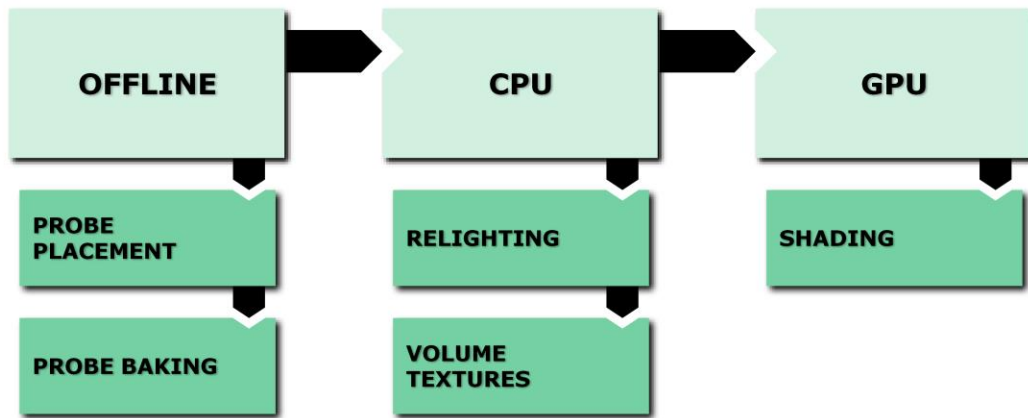 OFFLINE
CPU
GPU
PROBE
PLACEMENT
RELIGHTING
SHADING
PROBE BAKING
VOLUME
TEXTURES